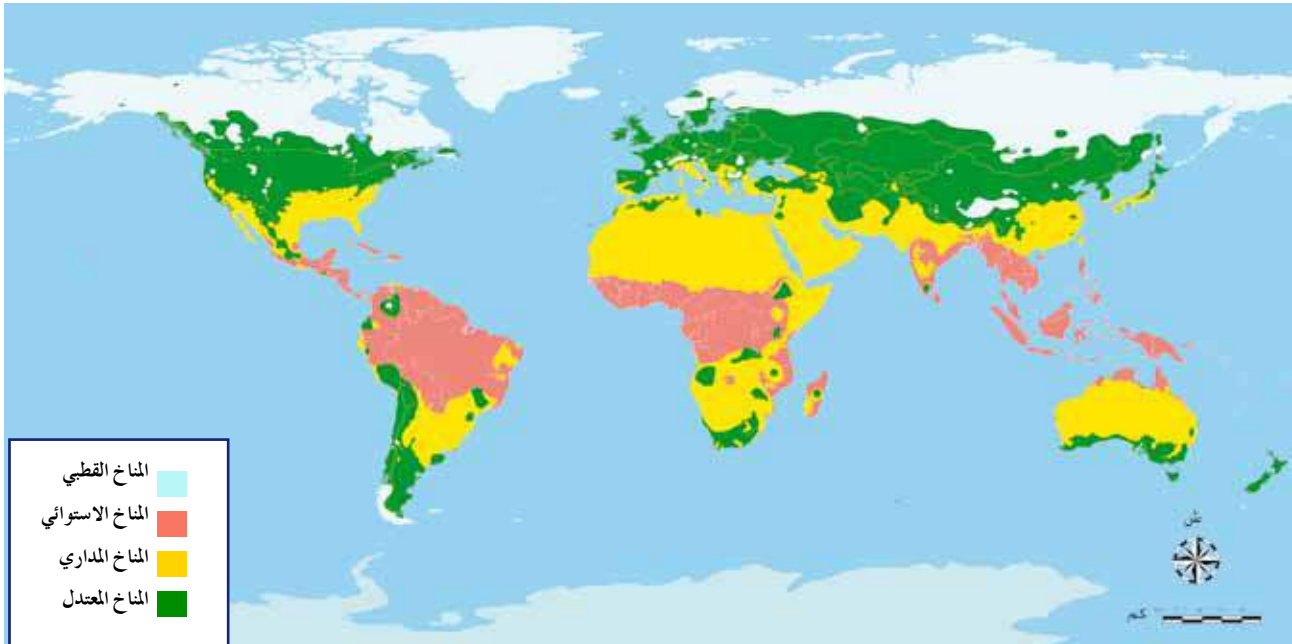 المناخ القطبي
المناخ الاستوائي
المناخ المداري
المناخ المعتدل
ش
كم